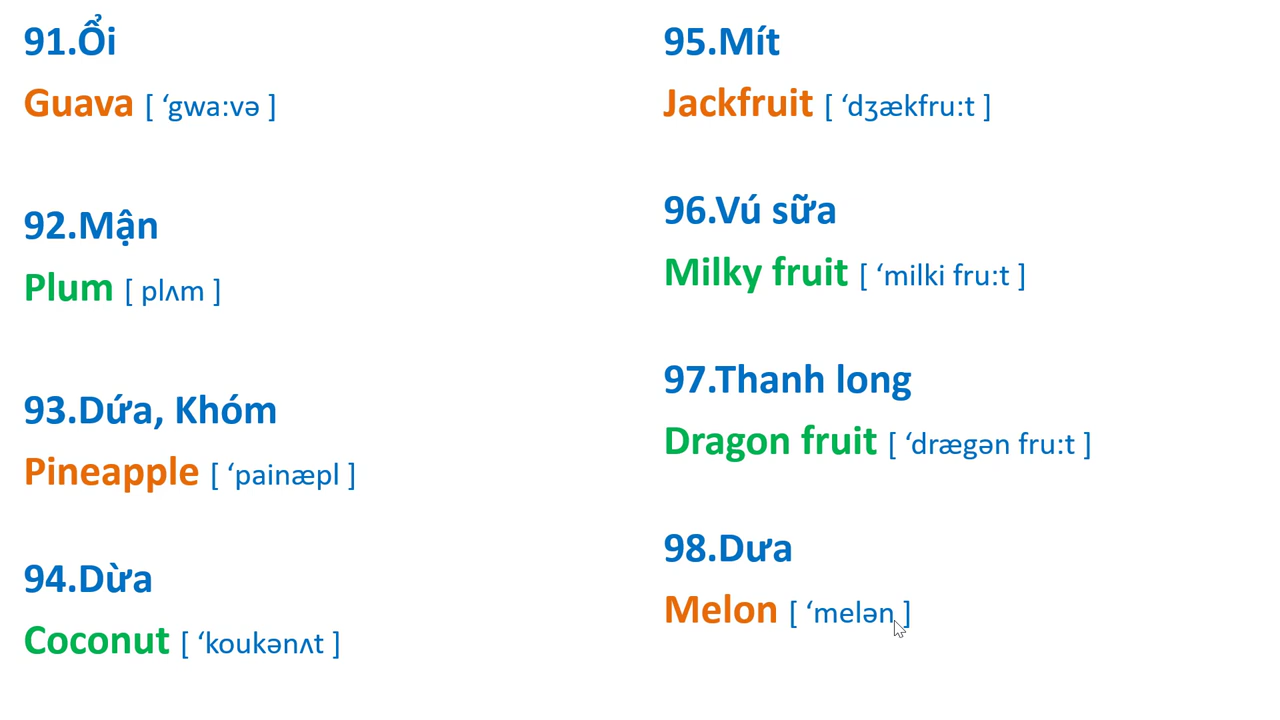 91.Ổi
Guava [ ‘gwa:və ]
92.Mận
Plum [ plʌm ]
93.Dứa, Khóm
Pineapple [ ‘painæpl ]
94.Dừa
Coconut [ ‘koukənʌt ]
95.Mít
Jackfruit [ ‘dʒækfru:t ]
96.Vú sữa
Milky fruit [ ‘milki fru:t ]
97.Thanh long
Dragon fruit [ ‘drægən fru:t ]
98.Dưa
Melon [ ‘melən ]